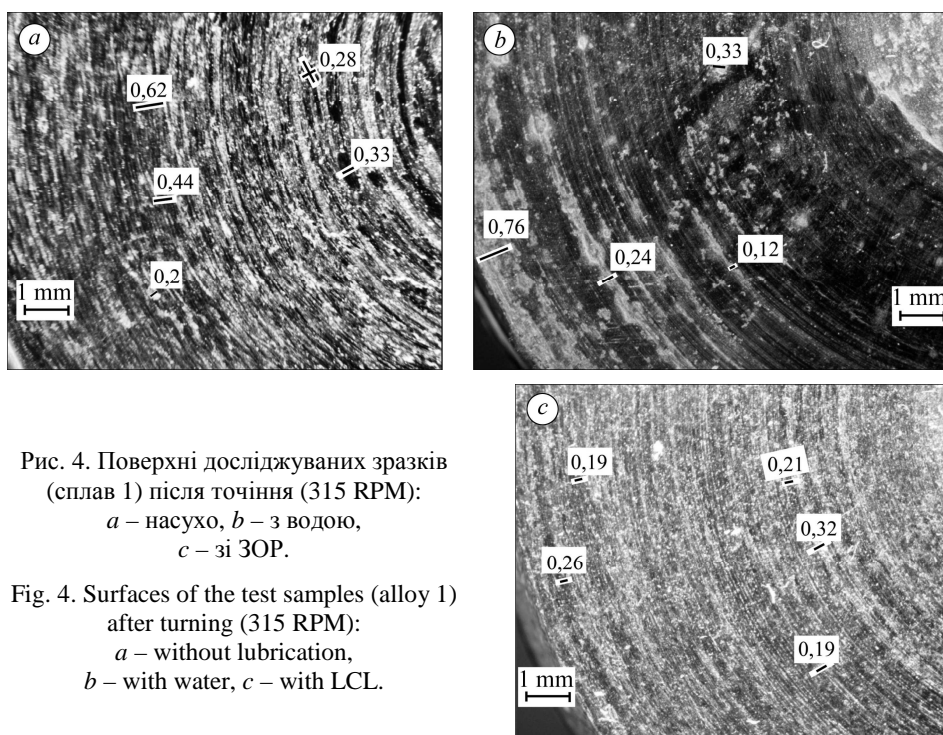 a
0,28
0,62
0,33
0,44
0,2
1 mm
b
0,33
0,76
0,24
0,12
1 mm
c
0,19
0,21
0,32
0,26
0,19
1 mm
Рис. 4. Поверхні досліджуваних зразків
(сплав 1) після точіння (315 RPM):
a – насухо, b – з водою,
c – зі ЗОР.
Fig. 4. Surfaces of the test samples (alloy 1)
after turning (315 RPM):
a – without lubrication,
b – with water, c – with LCL.